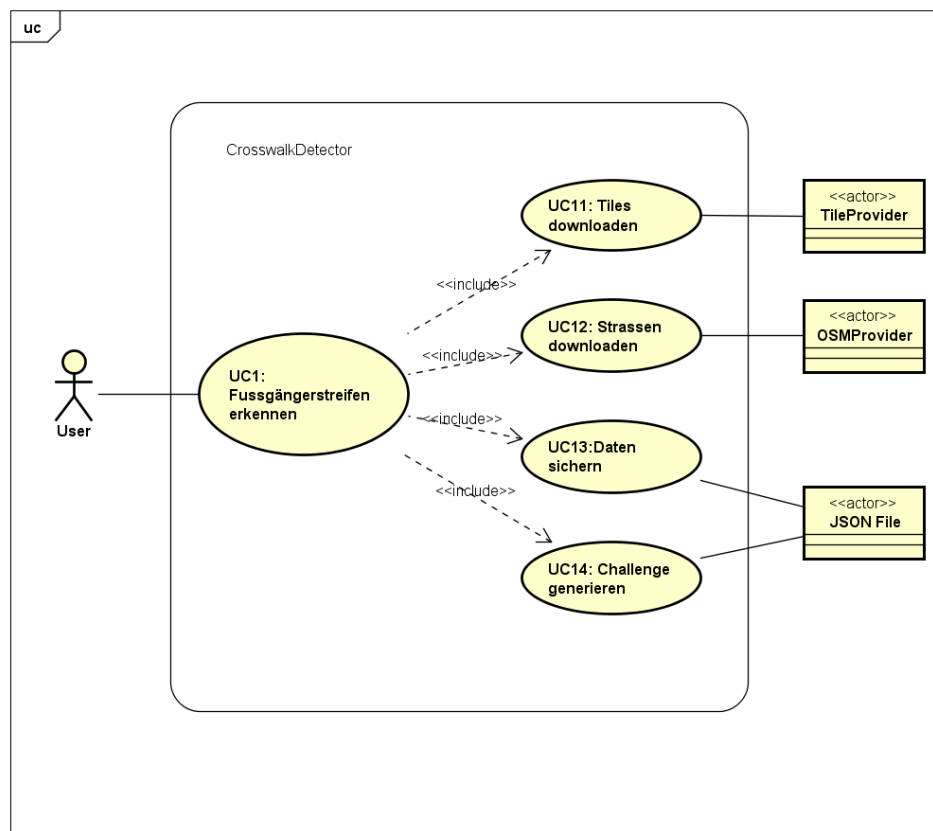 uc
CrosswalkDetector
UC11: Tiles
downloaden
<<actor>>
TileProvider
<<include>>
UC12: Strassen
downloaden
<<actor>>
OSMProvider
<<include>>
UC1:
Fussgängerstreifen
erkennen
User
<<include>>
UC13:Daten
sichern
<<include>>
<<actor>>
JSON File
UC14: Challenge
generieren